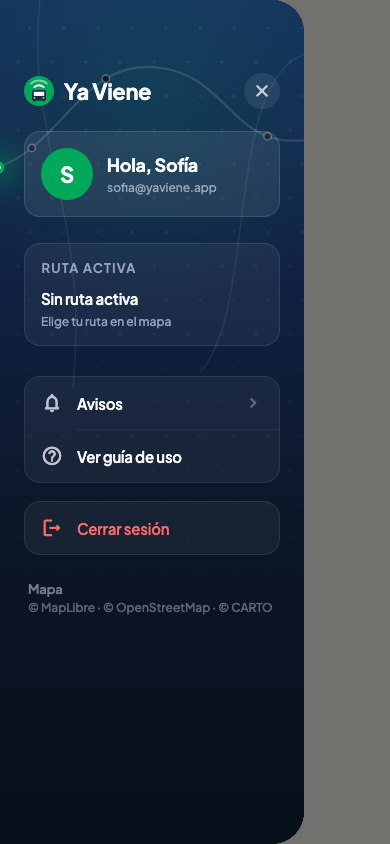 Ya Viene
S
Hola, Sofía
sofia@yaviene.app
RUTA ACTIVA
Sin ruta activa
Elige tu ruta en el mapa
Avisos
Ver guía de uso
Cerrar sesión
Mapa
© MapLibre · © OpenStreetMap · © CARTO